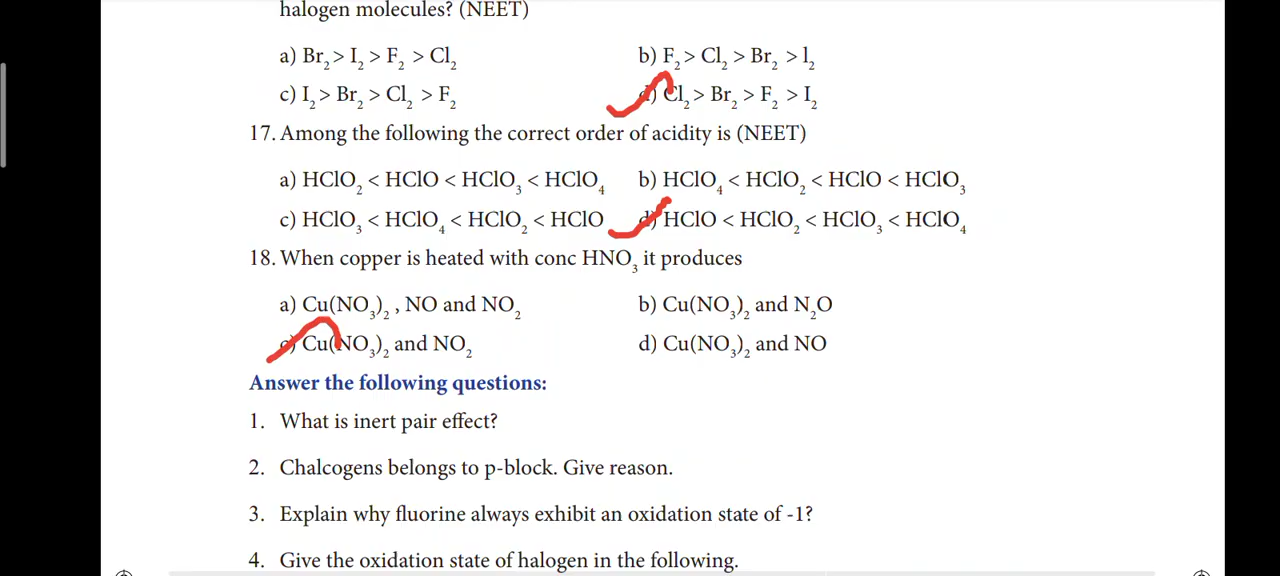 halogen molecules? (NEET)
a) Br₂ > I₂ > F₂ > Cl₂ b) F₂ > Cl₂ > Br₂ > l₂
c) I₂ > Br₂ > Cl₂ > F₂ d) Cl₂ > Br₂ > F₂ > I₂
17. Among the following the correct order of acidity is (NEET)
a) HClO₂ < HClO < HClO₃ < HClO₄ b) HClO₄ < HClO₂ < HClO < HClO₃
c) HClO₃ < HClO₄ < HClO₂ < HClO d) HClO < HClO₂ < HClO₃ < HClO₄
18. When copper is heated with conc HNO₃ it produces
a) Cu(NO₃)₂ , NO and NO₂ b) Cu(NO₃)₂ and N₂O
c) Cu(NO₃)₂ and NO₂ d) Cu(NO₃)₂ and NO
Answer the following questions:
1. What is inert pair effect?
2. Chalcogens belongs to p-block. Give reason.
3. Explain why fluorine always exhibit an oxidation state of -1?
4. Give the oxidation state of halogen in the following.